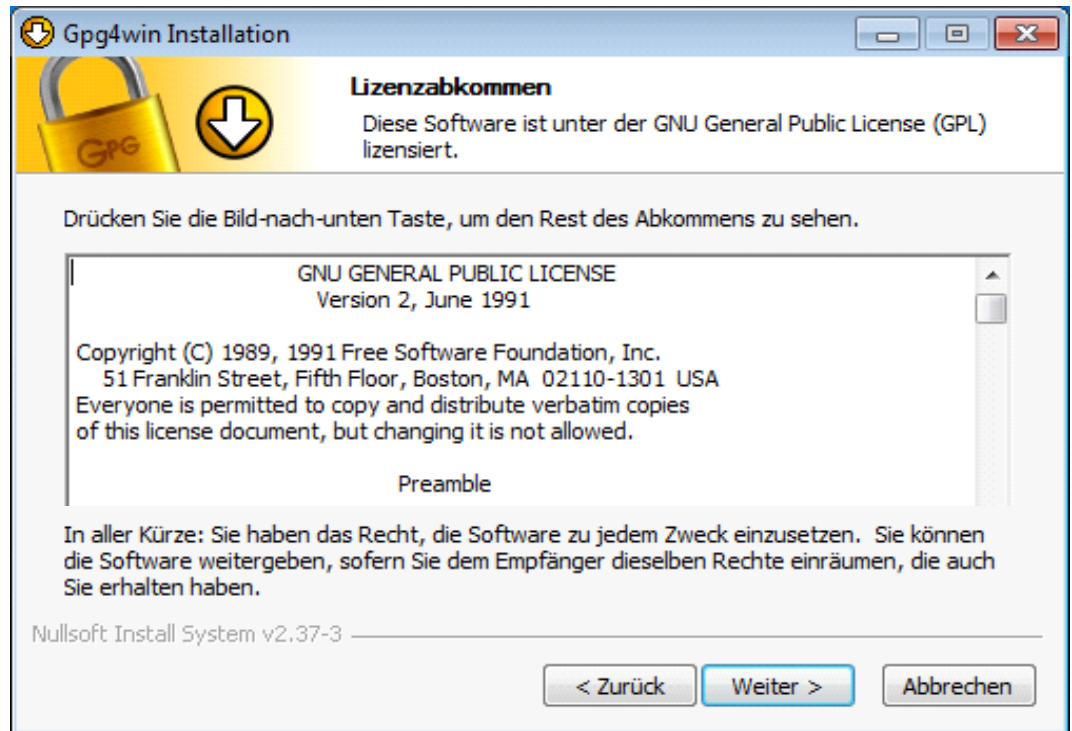 Gpg4win Installation
GPG
Lizenzabkommen
Diese Software ist unter der GNU General Public License (GPL)
lizensiert.
Drücken Sie die Bild-nach-unten Taste, um den Rest des Abkommens zu sehen.
GNU GENERAL PUBLIC LICENSE
Version 2, June 1991
Copyright (C) 1989, 1991 Free Software Foundation, Inc.
51 Franklin Street, Fifth Floor, Boston, MA 02110-1301 USA
Everyone is permitted to copy and distribute verbatim copies
of this license document, but changing it is not allowed.
Preamble
In aller Kürze: Sie haben das Recht, die Software zu jedem Zweck einzusetzen. Sie können
die Software weitergeben, sofern Sie dem Empfänger dieselben Rechte einräumen, die auch
Sie erhalten haben.
Nullsoft Install System v2.37-3
< Zurück Weiter > Abbrechen